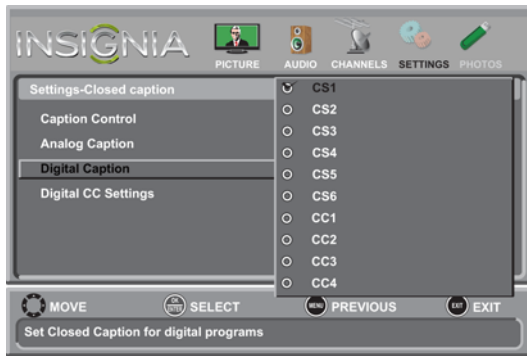 INSIGNIA
PICTURE AUDIO CHANNELS SETTINGS PHOTOS
Settings-Closed caption
Caption Control
Analog Caption
Digital Caption
Digital CC Settings
CS1
CS2
CS3
CS4
CS5
CS6
CC1
CC2
CC3
CC4
MOVE OK ENTER SELECT MENU PREVIOUS EXIT EXIT
Set Closed Caption for digital programs